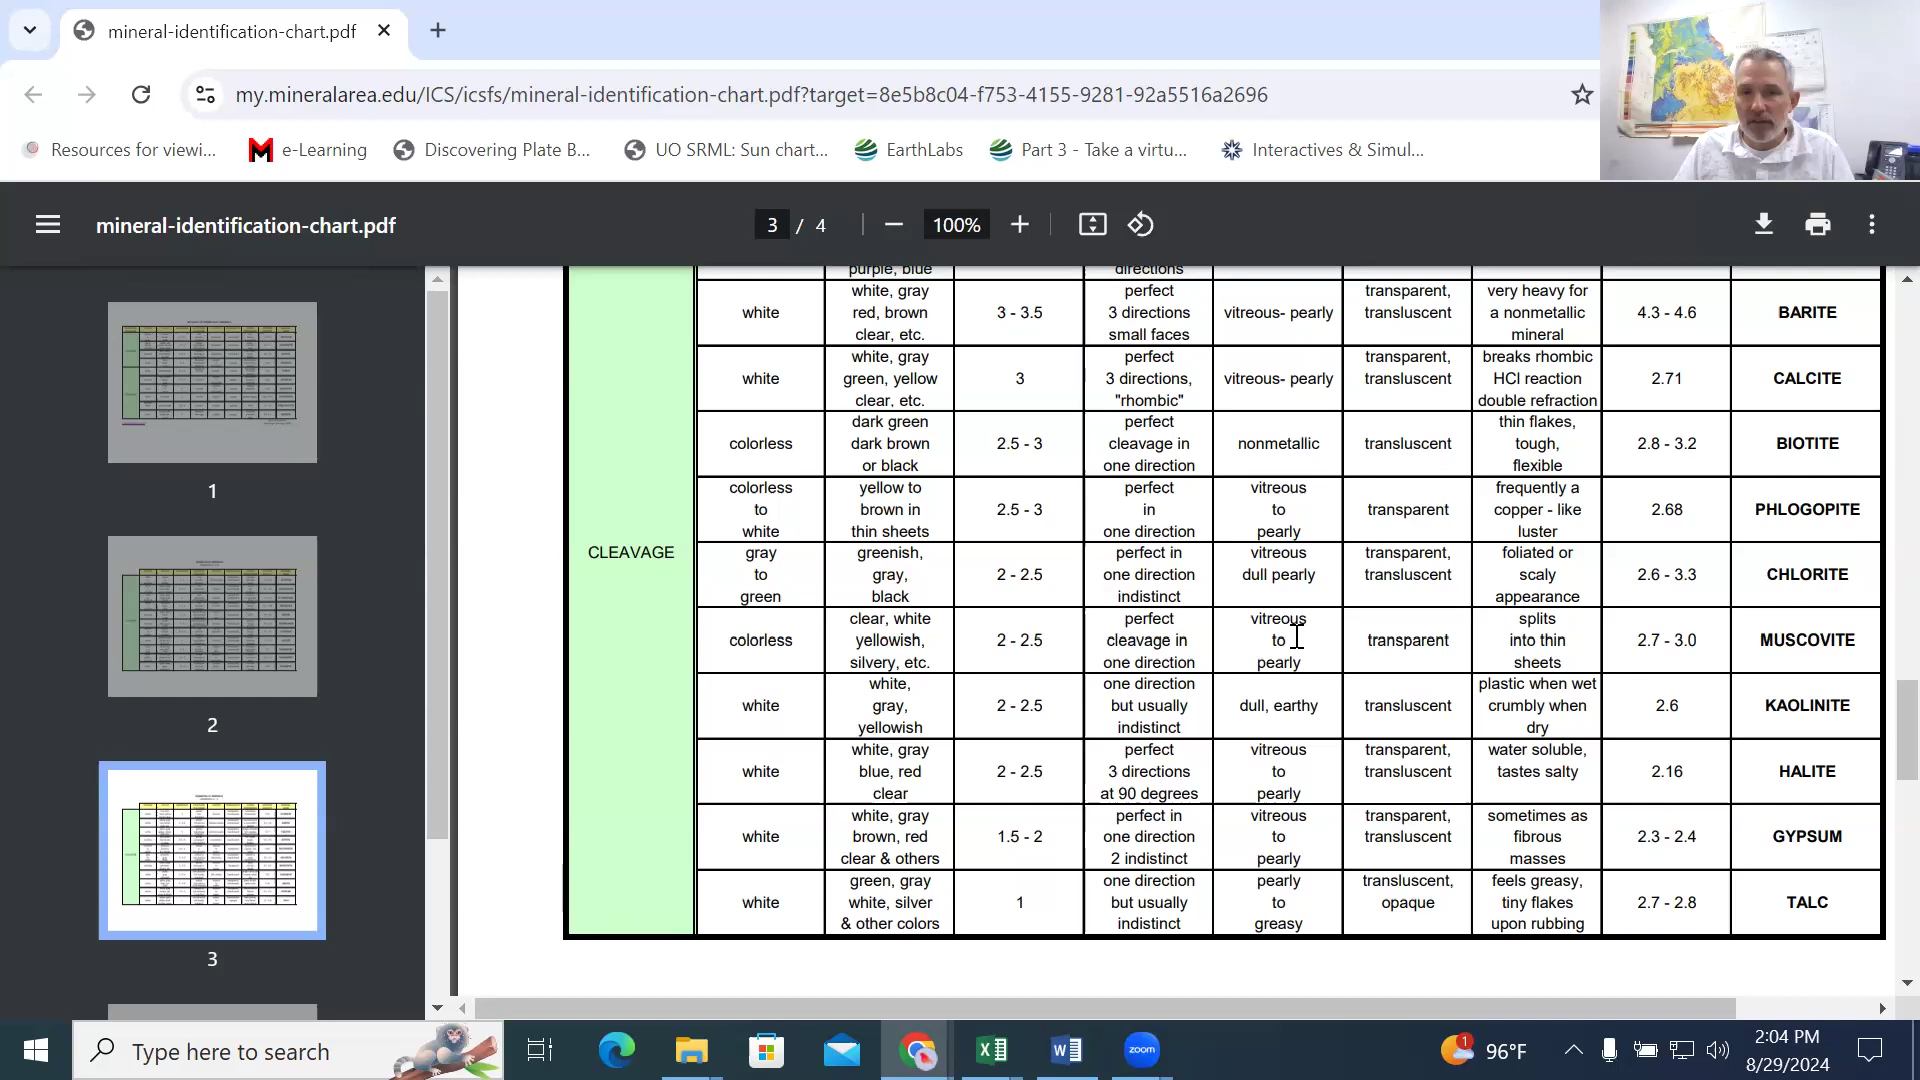 mineral-identification-chart.pdf
my.mineralarea.edu/ICS/icsfs/mineral-identification-chart.pdf?target=8e5b8c04-f753-4155-9281-92a5516a2696
Resources for viewi... e-Learning Discovering Plate B... UO SRML: Sun chart... EarthLabs Part 3 - Take a virtu... Interactives & Simul...
mineral-identification-chart.pdf 3 / 4 100%
1
2
3
CLEAVAGE
purple, blue directions
white white, gray red, brown clear, etc. 3 - 3.5 perfect 3 directions small faces vitreous- pearly transparent, transluscent very heavy for a nonmetallic mineral 4.3 - 4.6 BARITE
white white, gray green, yellow clear, etc. 3 perfect 3 directions, "rhombic" vitreous- pearly transparent, transluscent breaks rhombic HCl reaction double refraction 2.71 CALCITE
colorless dark green dark brown or black 2.5 - 3 perfect cleavage in one direction nonmetallic transluscent thin flakes, tough, flexible 2.8 - 3.2 BIOTITE
colorless to white yellow to brown in thin sheets 2.5 - 3 perfect in one direction vitreous to pearly transparent frequently a copper - like luster 2.68 PHLOGOPITE
gray to green greenish, gray, black 2 - 2.5 perfect in one direction indistinct vitreous dull pearly transparent, transluscent foliated or scaly appearance 2.6 - 3.3 CHLORITE
colorless clear, white yellowish, silvery, etc. 2 - 2.5 perfect cleavage in one direction vitreous to pearly transparent splits into thin sheets 2.7 - 3.0 MUSCOVITE
white white, gray, yellowish 2 - 2.5 one direction but usually indistinct dull, earthy transluscent plastic when wet crumbly when dry 2.6 KAOLINITE
white white, gray blue, red clear 2 - 2.5 perfect 3 directions at 90 degrees vitreous to pearly transparent, transluscent water soluble, tastes salty 2.16 HALITE
white white, gray brown, red clear & others 1.5 - 2 perfect in one direction 2 indistinct vitreous to pearly transparent, transluscent sometimes as fibrous masses 2.3 - 2.4 GYPSUM
white green, gray white, silver & other colors 1 one direction but usually indistinct pearly to greasy transluscent, opaque feels greasy, tiny flakes upon rubbing 2.7 - 2.8 TALC
Type here to search
zoom
1
96°F
2:04 PM
8/29/2024